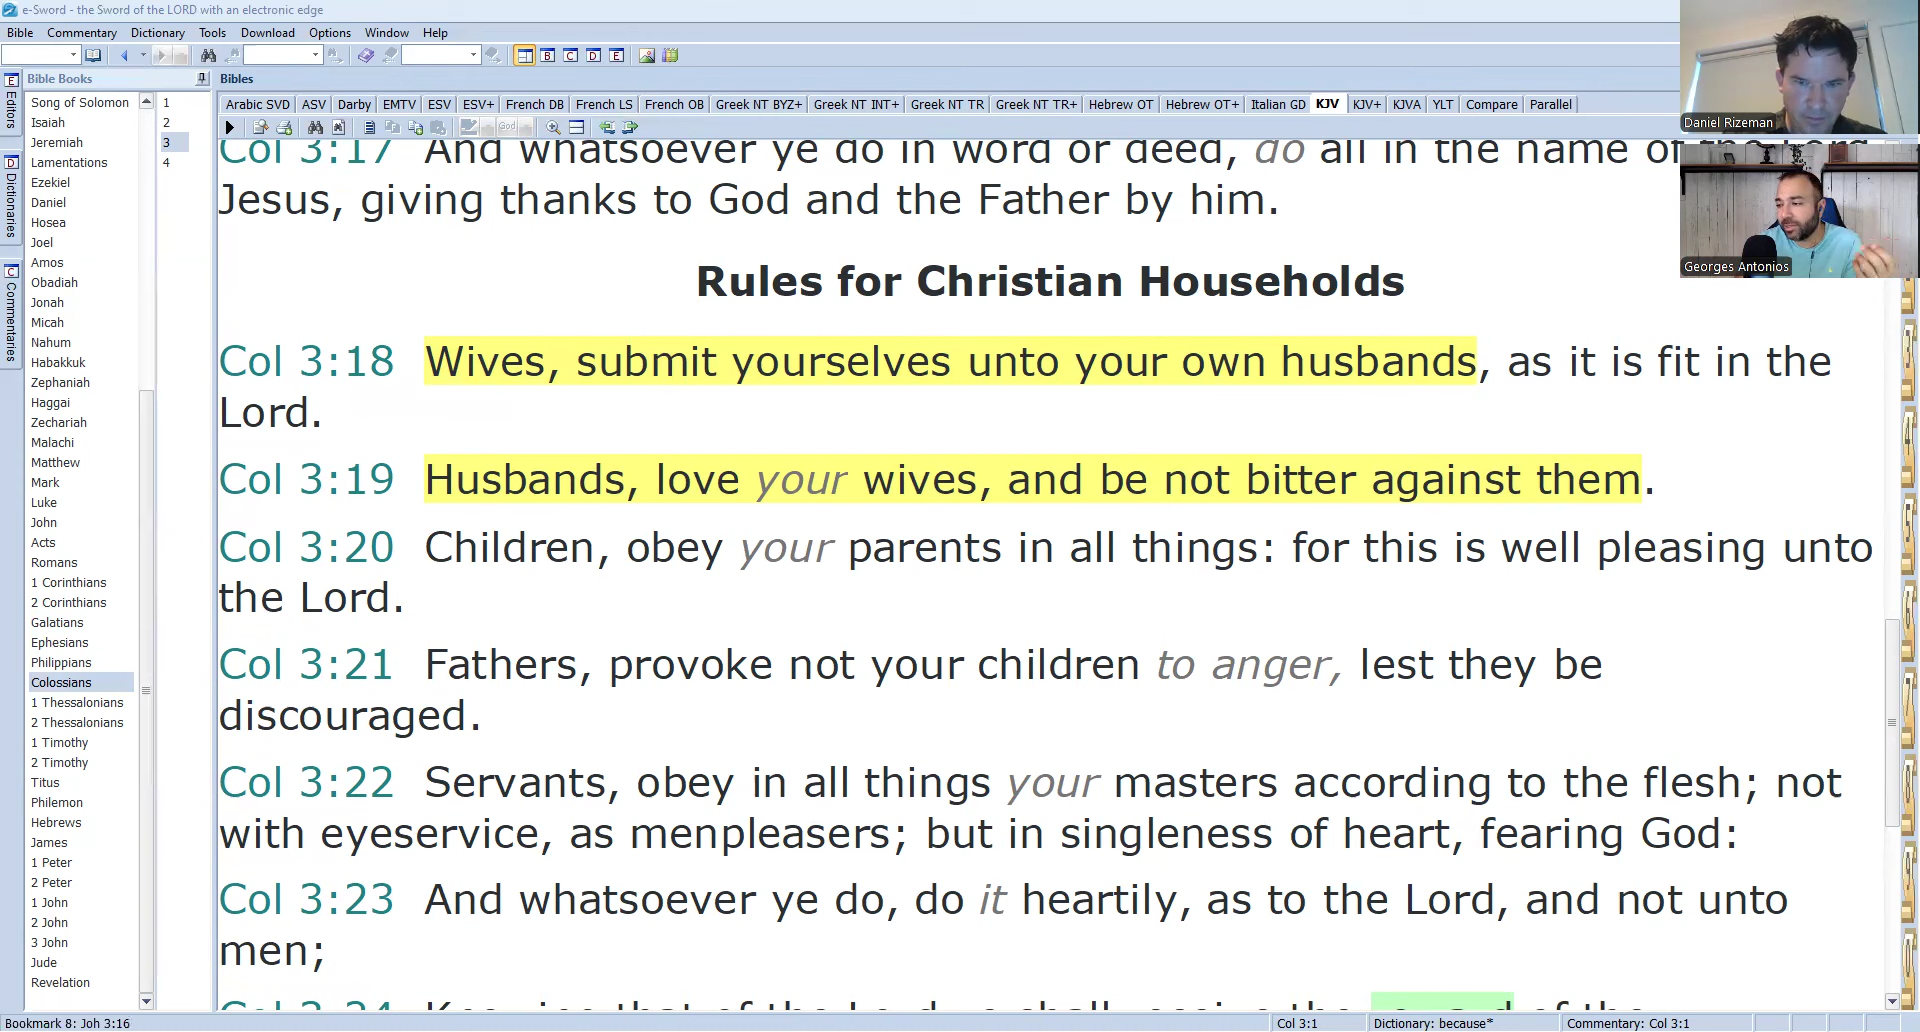 e-Sword - the Sword of the LORD with an electronic edge
Bible Commentary Dictionary Tools Download Options Window Help
B C D E
Bible Books
Bibles
E Editors
D Dictionaries
C Commentaries
Song of Solomon
Isaiah
Jeremiah
Lamentations
Ezekiel
Daniel
Hosea
Joel
Amos
Obadiah
Jonah
Micah
Nahum
Habakkuk
Zephaniah
Haggai
Zechariah
Malachi
Matthew
Mark
Luke
John
Acts
Romans
1 Corinthians
2 Corinthians
Galatians
Ephesians
Philippians
Colossians
1 Thessalonians
2 Thessalonians
1 Timothy
2 Timothy
Titus
Philemon
Hebrews
James
1 Peter
2 Peter
1 John
2 John
3 John
Jude
Revelation
1
2
3
4
Arabic SVD ASV Darby EMTV ESV ESV+ French DB French LS French OB Greek NT BYZ+ Greek NT INT+ Greek NT TR Greek NT TR+ Hebrew OT Hebrew OT+ Italian GD KJV KJV+ KJVA YLT Compare Parallel
God
Col 3:17 And whatsoever ye do in word or deed, do all in the name of the Lord
Jesus, giving thanks to God and the Father by him.
Rules for Christian Households
Col 3:18 Wives, submit yourselves unto your own husbands, as it is fit in the
Lord.
Col 3:19 Husbands, love your wives, and be not bitter against them.
Col 3:20 Children, obey your parents in all things: for this is well pleasing unto
the Lord.
Col 3:21 Fathers, provoke not your children to anger, lest they be
discouraged.
Col 3:22 Servants, obey in all things your masters according to the flesh; not
with eyeservice, as menpleasers; but in singleness of heart, fearing God:
Col 3:23 And whatsoever ye do, do it heartily, as to the Lord, and not unto
men;
Daniel Rizeman
Georges Antonios
Bookmark 8: Joh 3:16
Col 3:1
Dictionary: because*
Commentary: Col 3:1